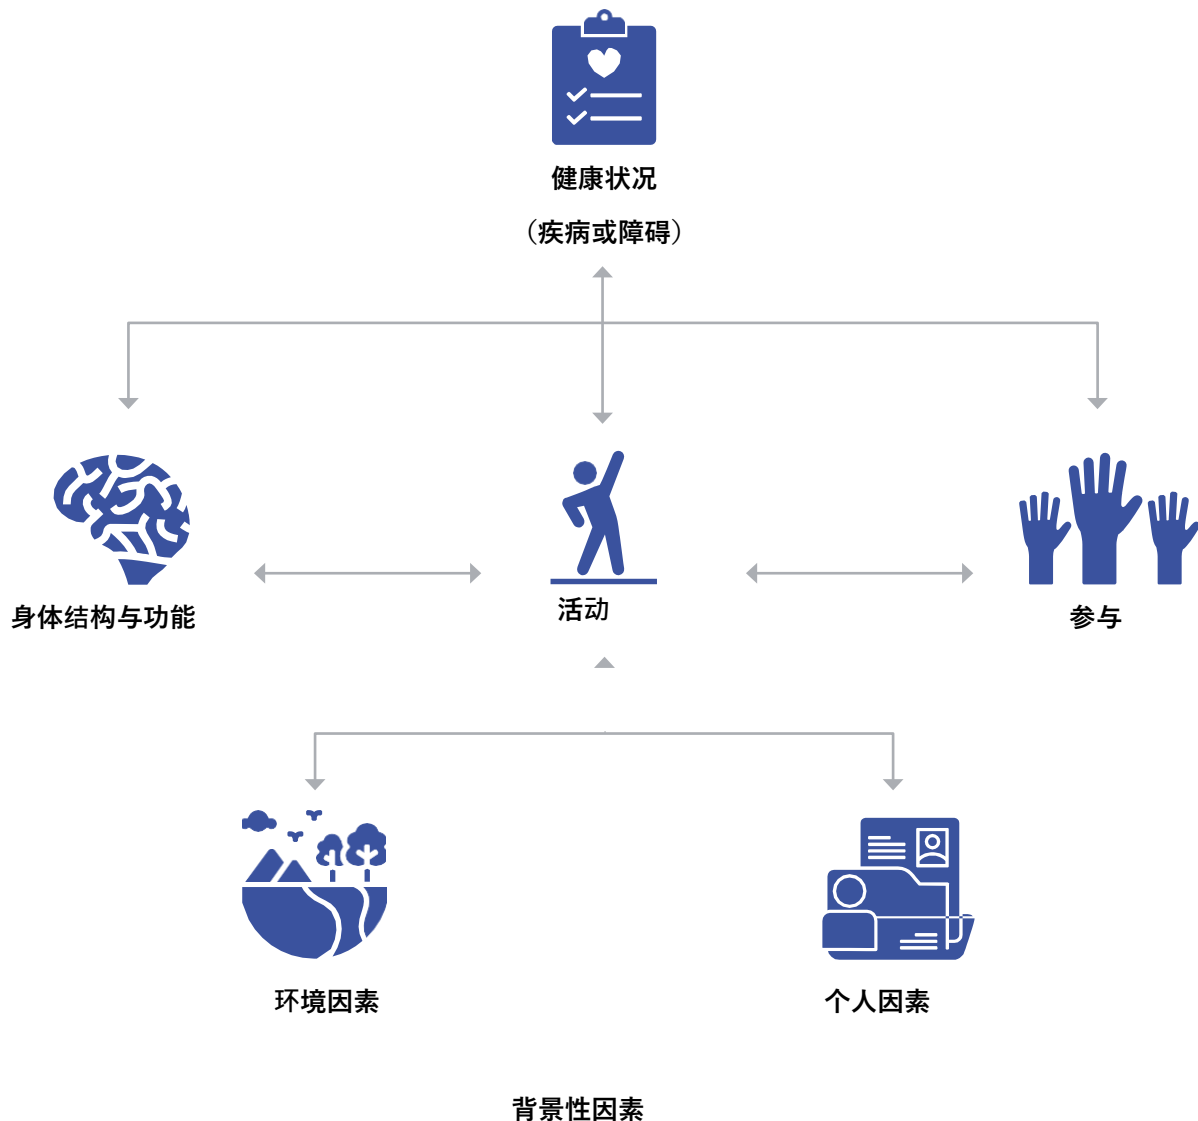 健康状况
（疾病或障碍）
身体结构与功能
活动
参与
环境因素
个人因素
背景性因素